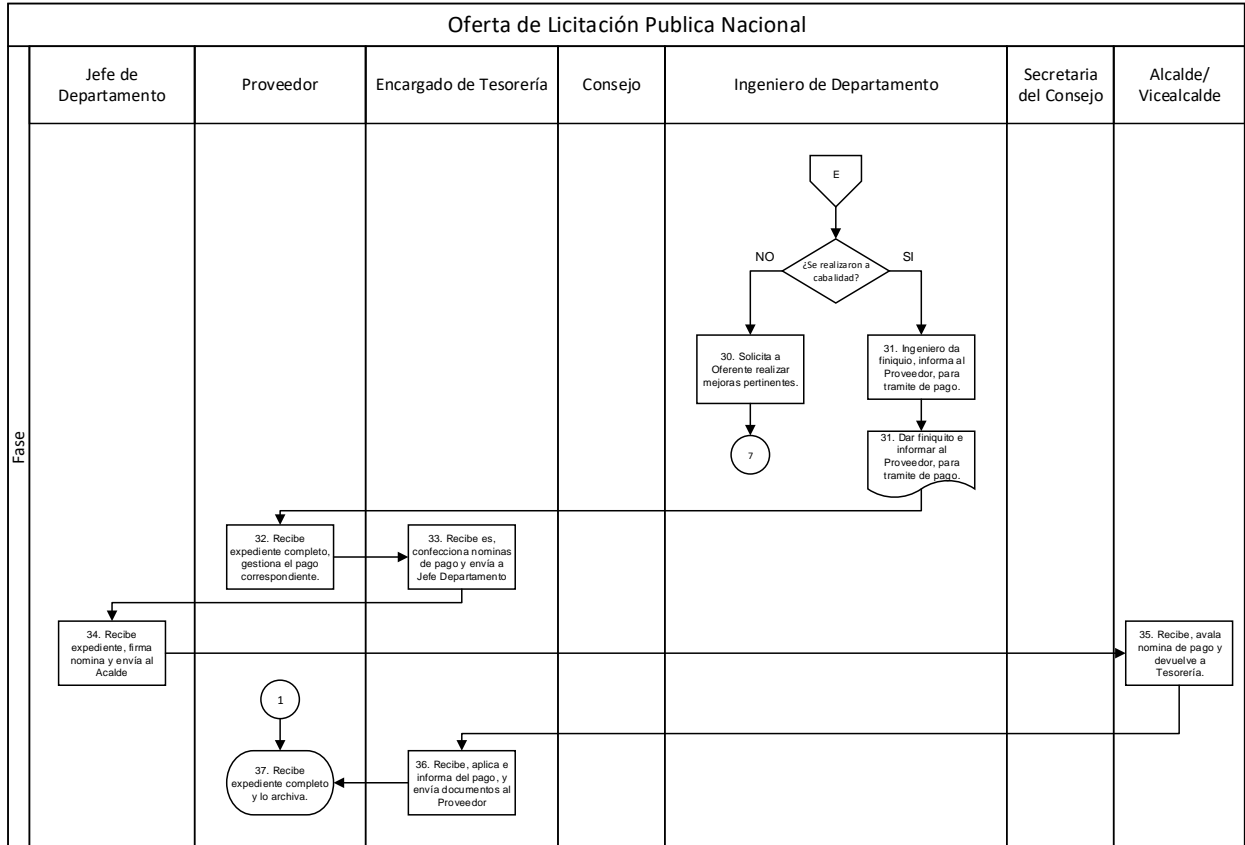 Oferta de Licitación Publica Nacional
Fase
Jefe de
Departamento
Proveedor
Encargado de Tesorería
Consejo
Ingeniero de Departamento
Secretaria
del Consejo
Alcalde/
Vicealcalde
E
¿Se realizaron a
cabalidad?
NO
SI
30. Solicita a
Oferente realizar
mejoras pertinentes.
31. Ingeniero da
finiquio, informa al
Proveedor, para
tramite de pago.
7
31. Dar finiquito e
informar al
Proveedor, para
tramite de pago.
32. Recibe
expediente completo,
gestiona el pago
correspondiente.
33. Recibe es,
confecciona nominas
de pago y envía a
Jefe Departamento
34. Recibe
expediente, firma
nomina y envía al
Acalde
35. Recibe, avala
nomina de pago y
devuelve a
Tesorería.
1
36. Recibe, aplica e
informa del pago, y
envía documentos al
Proveedor
37. Recibe
expediente completo
y lo archiva.